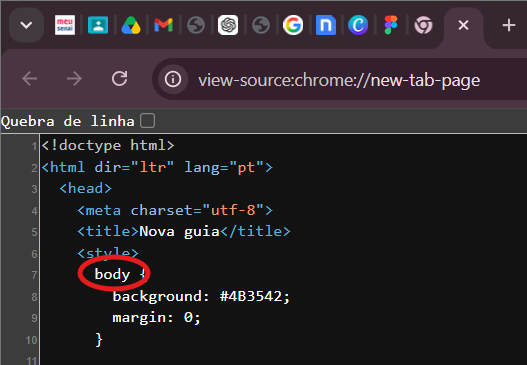 meu
senai
view-source:chrome://new-tab-page
Quebra de linha
1 <!doctype html>
2 <html dir="ltr" lang="pt">
3 <head>
4 <meta charset="utf-8">
5 <title>Nova guia</title>
6 <style>
7 body {
8 background: #4B3542;
9 margin: 0;
10 }
11